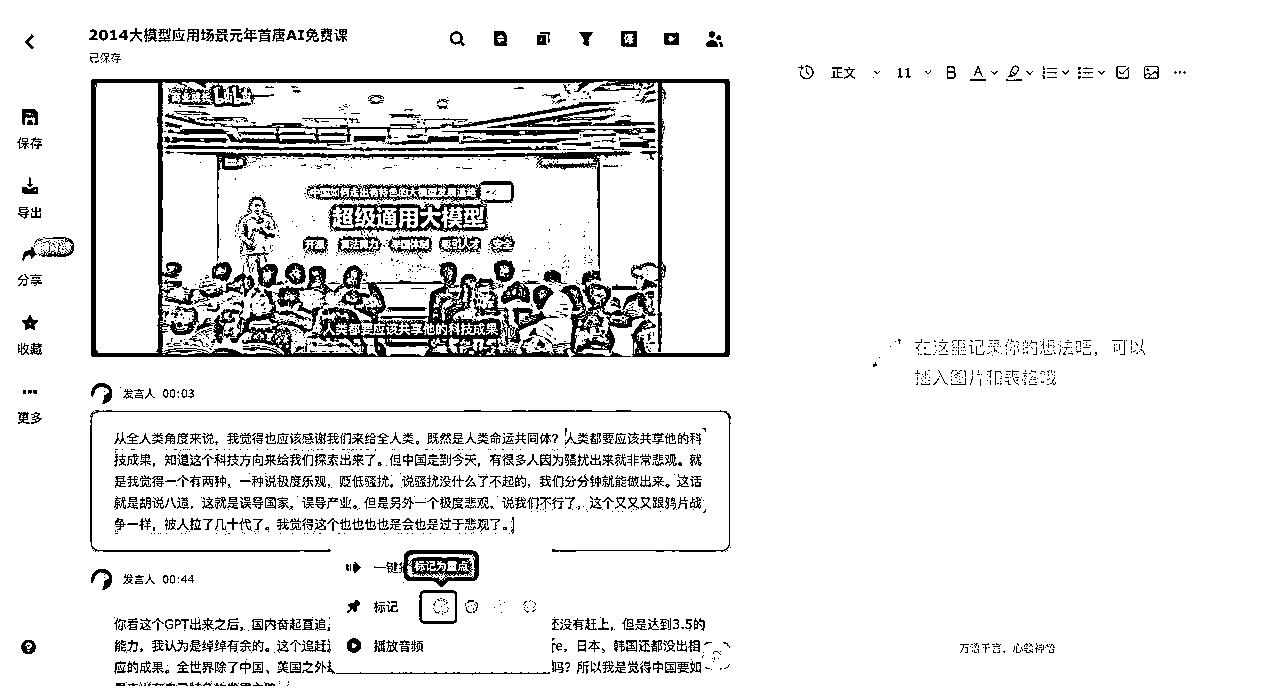 2014大模型应用场景元年首唐AI免费课
已保存
正文
11
B
A
保存
导出
分享
收藏
更多
超级通用大模型
人类都要应该共享他的科技成果
发言人 00:03
从全人类角度来说，我觉得也应该感谢我们来给全人类。既然是人类命运共同体？人类都要应该共享他的科
技成果，知道这个科技方向来给我们探索出来了。但中国走到今天，有很多人因为骚扰出来就非常悲观。就
是我觉得一个有两种，一种说极度乐观，贬低骚扰。说骚扰没什么了不起的，我们分分钟就能做出来。这话
就是胡说八道，这就是误导国家。误导产业。但是另外一个极度悲观、说我们不行了，这个又又又跟鸦片战
争一样，被人拉了几十代了。我觉得这个也也也也是会也是过于悲观了。
标记为重点
一键
发言人 00:44
标记
播放音频
你看这个GPT出来之后，国内奋起直追，
还没有赶上，但是达到3.5的
能力，我认为是绰绰有余的。这个追赶
日本、韩国还都没出相
应的成果。全世界除了中国、美国之外
吗？所以我是觉得中国要如
在这里记录你的想法吧，可以
插入图片和表格哦